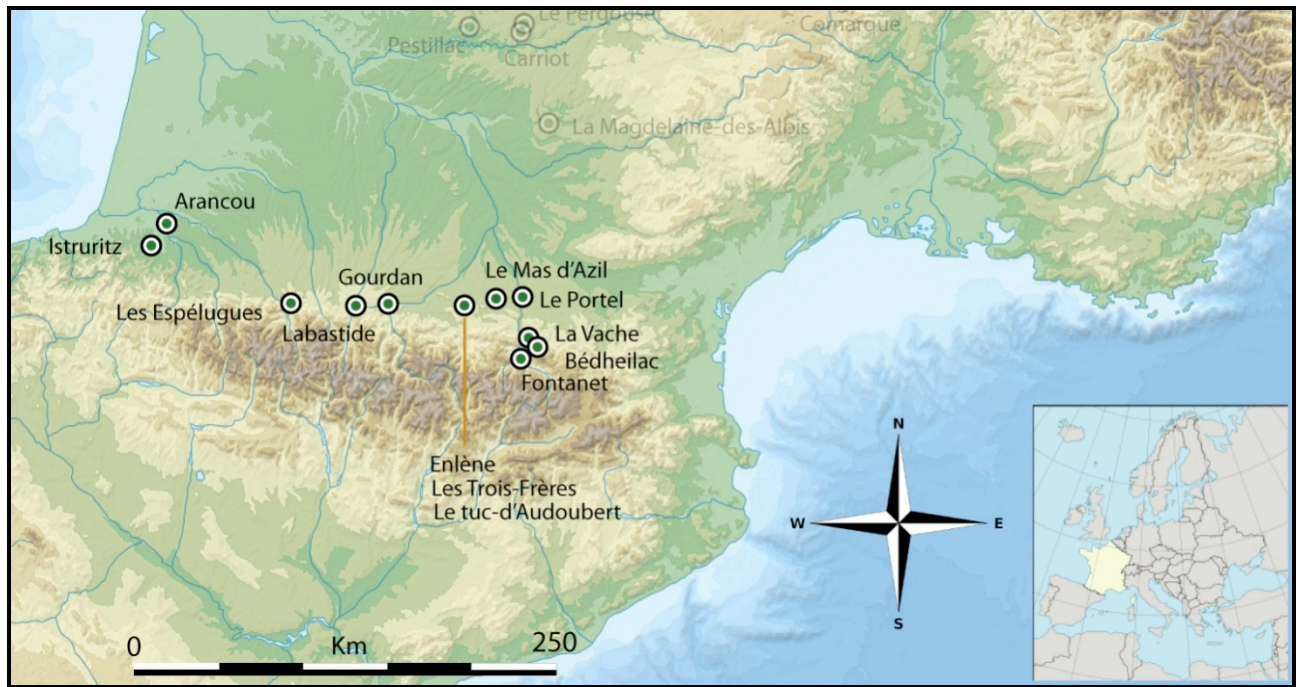 Le Pergouset
Comarque
Pestillac
Carriot
La Magdelaine-des-Albis
Arancou
Istruritz
Gourdan
Le Mas d'Azil
Le Portel
Les Espélugues
Labastide
La Vache
Bédheilac
Fontanet
Enlène
Les Trois-Frères
Le tuc-d'Audoubert
N
W E
S
0 Km 250